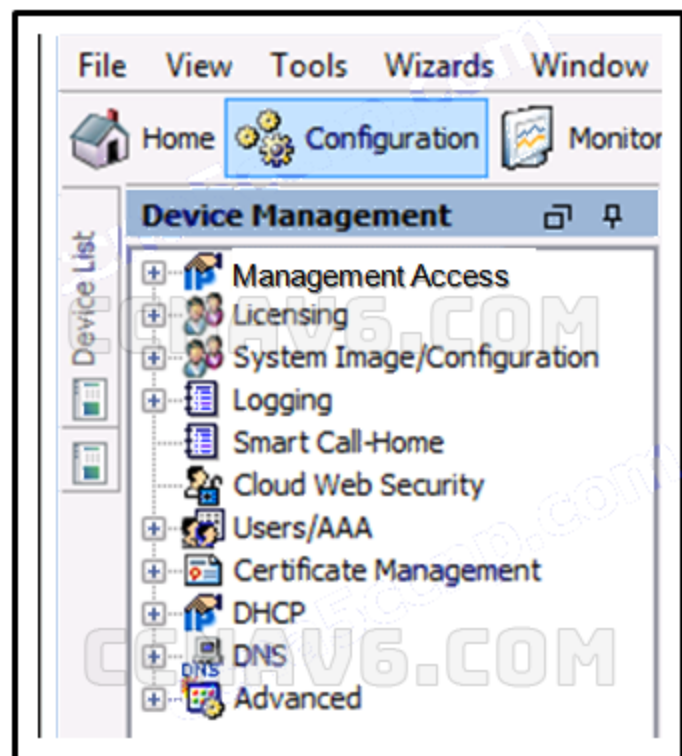 File View Tools Wizards Window
Home Configuration Monitor
Device List
Device Management
Management Access
Licensing
CCNAV6.COM
System Image/Configuration
Logging
Smart Call-Home
Cloud Web Security
Users/AAA
Certificate Management
DHCP
DNS
CCNAV6.COM
DNS
Advanced